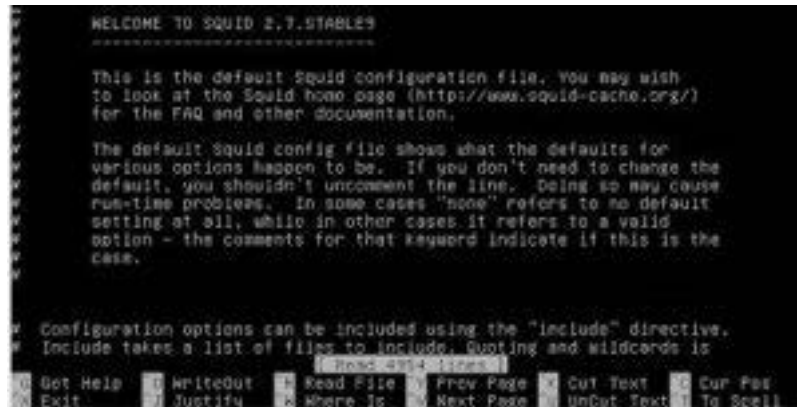 # WELCOME TO SQUID 2.7.STABLE9
# ----------------------------
#
# This is the default Squid configuration file. You may wish
# to look at the Squid home page (http://www.squid-cache.org/)
# for the FAQ and other documentation.
#
# The default Squid config file shows what the defaults for
# various options happen to be. If you don't need to change the
# default, you shouldn't uncomment the line. Doing so may cause
# run-time problems. In some cases "none" refers to no default
# setting at all, while in other cases it refers to a valid
# option - the comments for that keyword indicate if this is the
# case.
#
# Configuration options can be included using the "include" directive.
# Include takes a list of files to include. Quoting and wildcards is
[ Read 4954 lines ]
^G Get Help ^O WriteOut ^R Read File ^Y Prev Page ^K Cut Text ^C Cur Pos
^X Exit ^J Justify ^W Where Is ^V Next Page ^U UnCut Text ^T To Spell